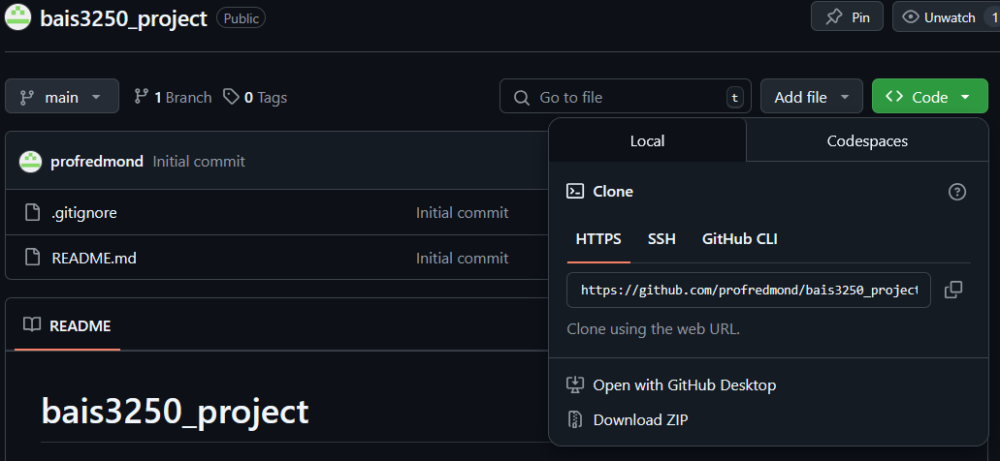 bais3250_project Public Pin Unwatch 1
main 1 Branch 0 Tags Go to file t Add file Code
Local Codespaces
profredmond Initial commit
Clone
.gitignore Initial commit
HTTPS SSH GitHub CLI
README.md Initial commit
https://github.com/profredmond/bais3250_project
README
Clone using the web URL.
Open with GitHub Desktop
bais3250_project
Download ZIP